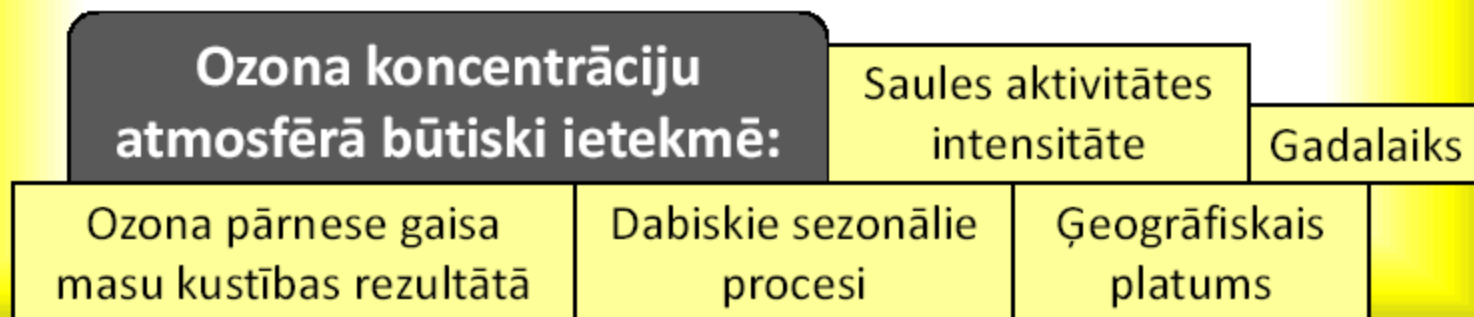 Ozona koncentrāciju
atmosfērā būtiski ietekmē:
Saules aktivitātes
intensitāte
Gadalaiks
Ozona pārnese gaisa
masu kustības rezultātā
Dabiskie sezonālie
procesi
Ģeogrāfiskais
platums